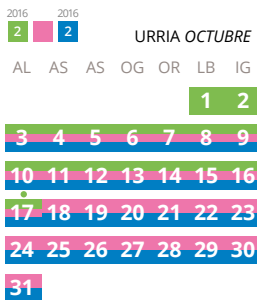 2016 2016
2 2
URRIA OCTUBRE
AL AS AS OG OR LB IG
1 2
3 4 5 6 7 8 9
10 11 12 13 14 15 16
17 18 19 20 21 22 23
24 25 26 27 28 29 30
31